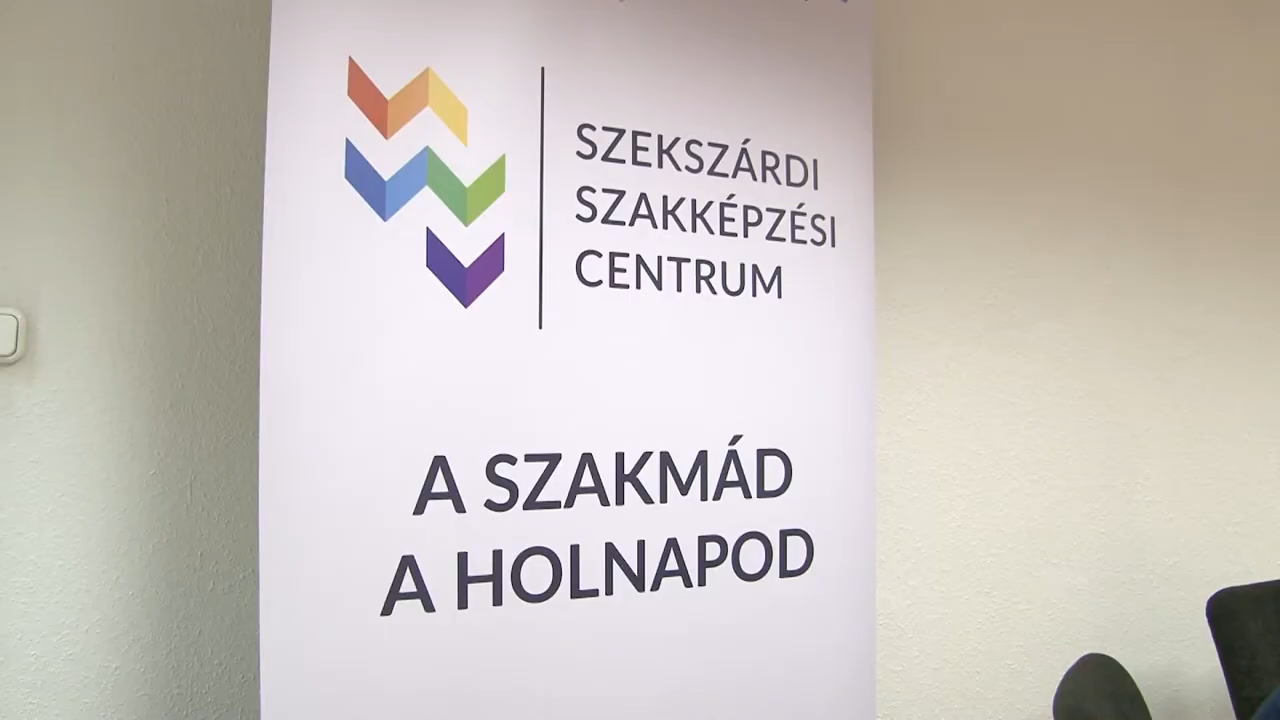 SZEKSZÁRDI
SZAKKÉPZÉSI
CENTRUM
A SZAKMÁD
A HOLNAPOD